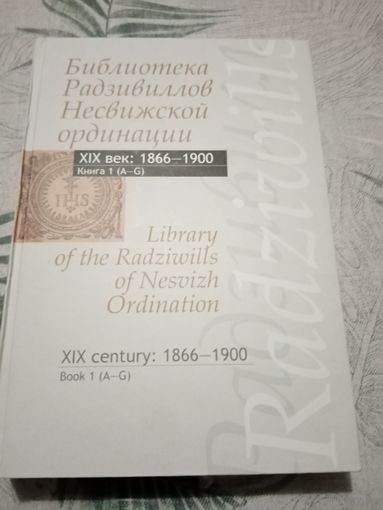 Библиотека
Радзивиллов
Несвижской
ординации
XIX век: 1866—1900
Книга 1 (A—G)
IHS
Library
of the Radziwills
of Nesvizh
Ordination
XIX century: 1866—1900
Book 1 (A—G)
Radziwills